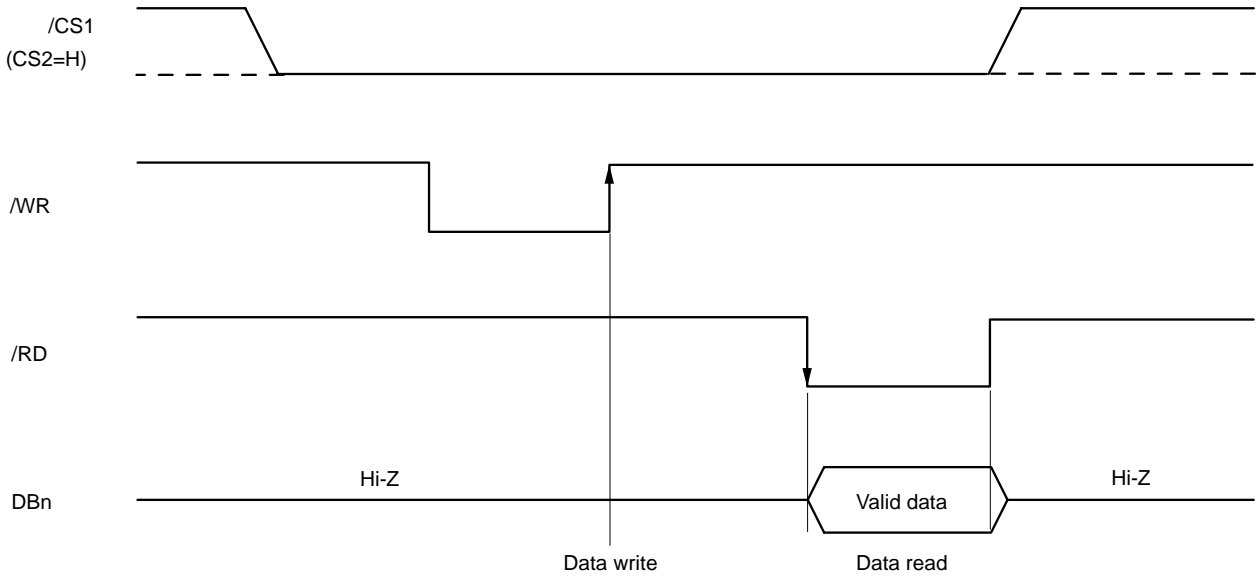 /CS1
(CS2=H)
/WR
/RD
DBn
Hi-Z
Valid data
Hi-Z
Data write
Data read